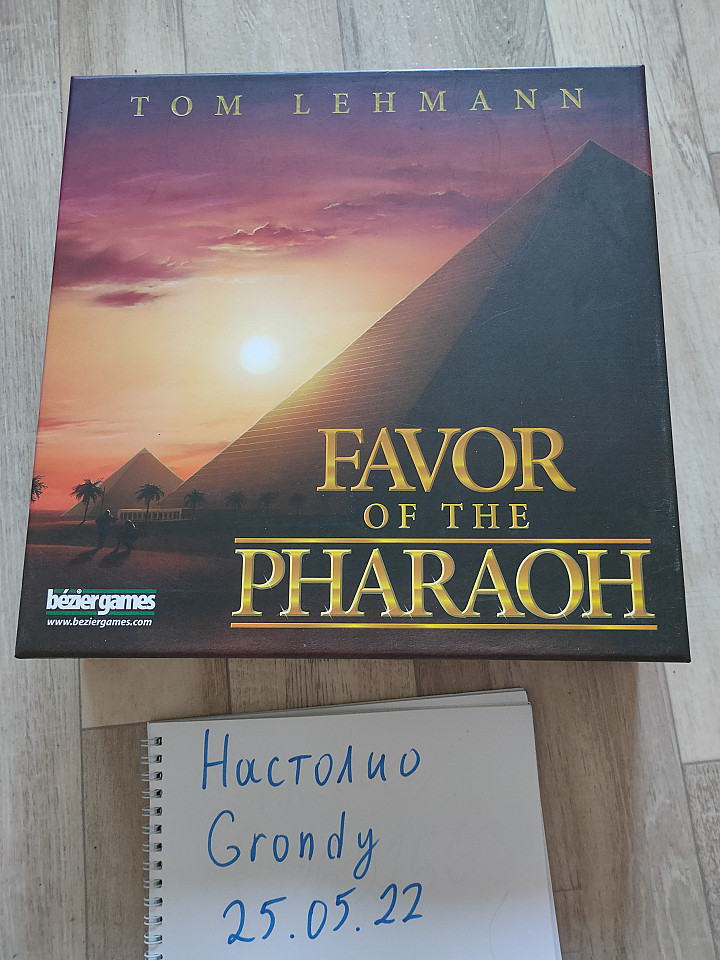 TOM LEHMANN
FAVOR
OF THE
PHARAOH
béziergames
www.beziergames.com
Настолио
Grondy
25.05.22